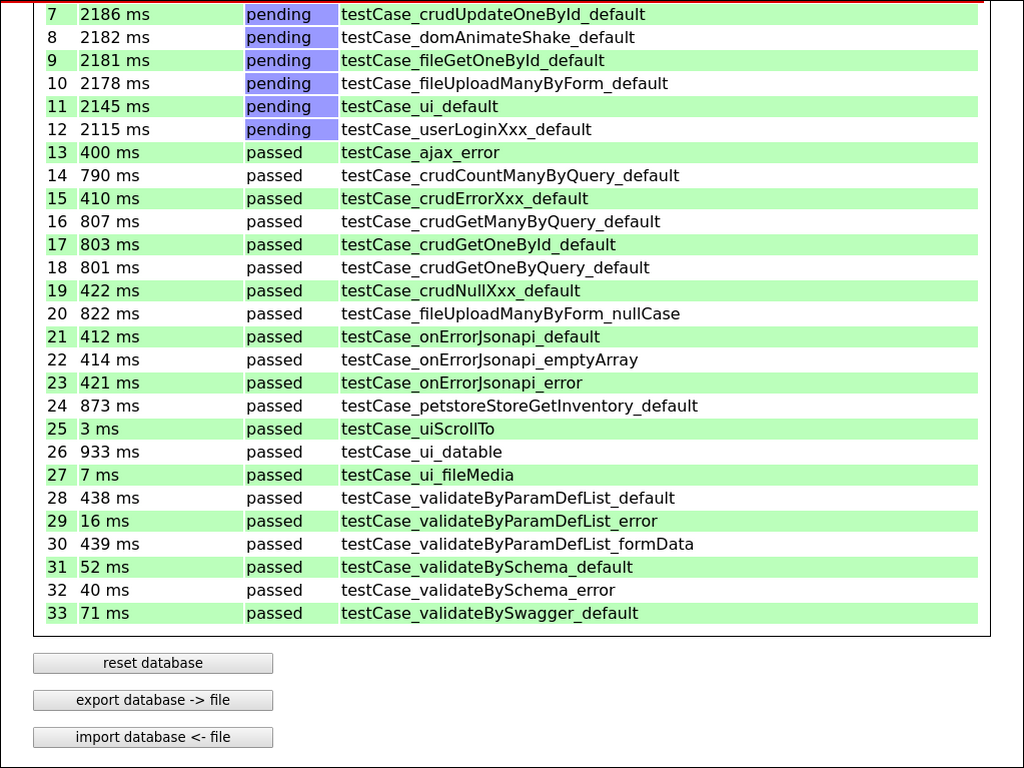 7 2186 ms pending testCase_crudUpdateOneById_default
8 2182 ms pending testCase_domAnimateShake_default
9 2181 ms pending testCase_fileGetOneById_default
10 2178 ms pending testCase_fileUploadManyByForm_default
11 2145 ms pending testCase_ui_default
12 2115 ms pending testCase_userLoginXxx_default
13 400 ms passed testCase_ajax_error
14 790 ms passed testCase_crudCountManyByQuery_default
15 410 ms passed testCase_crudErrorXxx_default
16 807 ms passed testCase_crudGetManyByQuery_default
17 803 ms passed testCase_crudGetOneById_default
18 801 ms passed testCase_crudGetOneByQuery_default
19 422 ms passed testCase_crudNullXxx_default
20 822 ms passed testCase_fileUploadManyByForm_nullCase
21 412 ms passed testCase_onErrorJsonapi_default
22 414 ms passed testCase_onErrorJsonapi_emptyArray
23 421 ms passed testCase_onErrorJsonapi_error
24 873 ms passed testCase_petstoreStoreGetInventory_default
25 3 ms passed testCase_uiScrollTo
26 933 ms passed testCase_ui_datable
27 7 ms passed testCase_ui_fileMedia
28 438 ms passed testCase_validateByParamDefList_default
29 16 ms passed testCase_validateByParamDefList_error
30 439 ms passed testCase_validateByParamDefList_formData
31 52 ms passed testCase_validateBySchema_default
32 40 ms passed testCase_validateBySchema_error
33 71 ms passed testCase_validateBySwagger_default
reset database
export database -> file
import database <- file